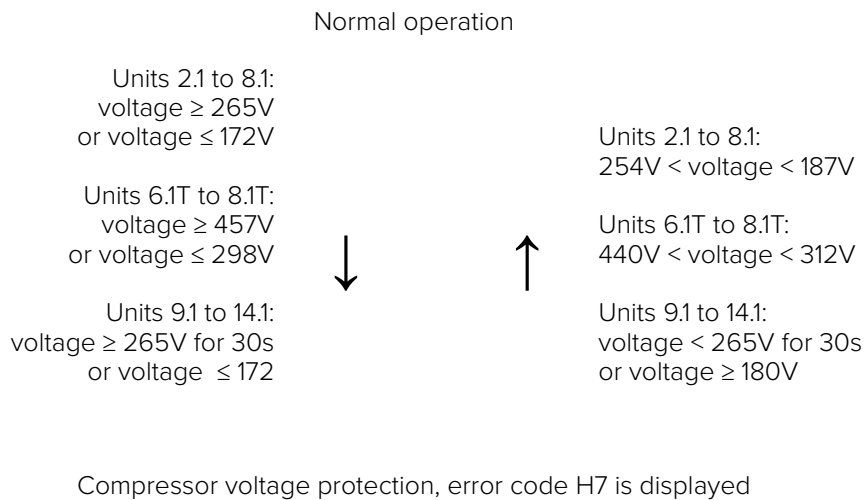 Normal operation
Units 2.1 to 8.1:
voltage ≥ 265V
or voltage ≤ 172V
Units 6.1T to 8.1T:
voltage ≥ 457V
or voltage ≤ 298V
Units 9.1 to 14.1:
voltage ≥ 265V for 30s
or voltage ≤ 172
Units 2.1 to 8.1:
254V < voltage < 187V
Units 6.1T to 8.1T:
440V < voltage < 312V
Units 9.1 to 14.1:
voltage < 265V for 30s
or voltage ≥ 180V
Compressor voltage protection, error code H7 is displayed